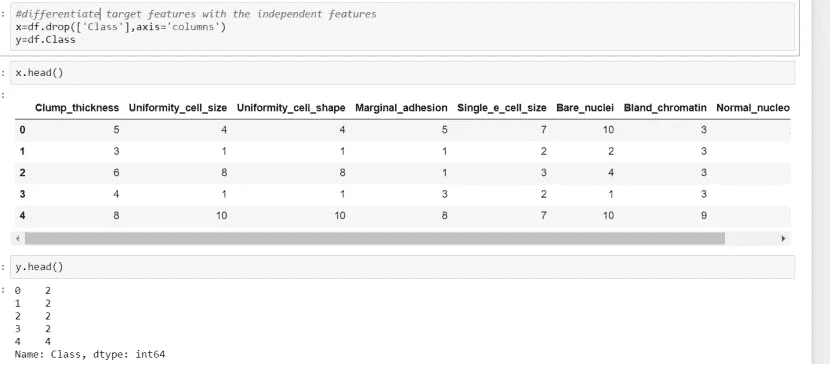 #differentiate target features with the independent features
x=df.drop(['Class'],axis='columns')
y=df.Class
x.head()
Clump_thickness Uniformity_cell_size Uniformity_cell_shape Marginal_adhesion Single_e_cell_size Bare_nuclei Bland_chromatin Normal_nucleo
0 5 4 4 5 7 10 3
1 3 1 1 1 2 2 3
2 6 8 8 1 3 4 3
3 4 1 1 3 2 1 3
4 8 10 10 8 7 10 9
y.head()
0 2
1 2
2 2
3 2
4 4
Name: Class, dtype: int64